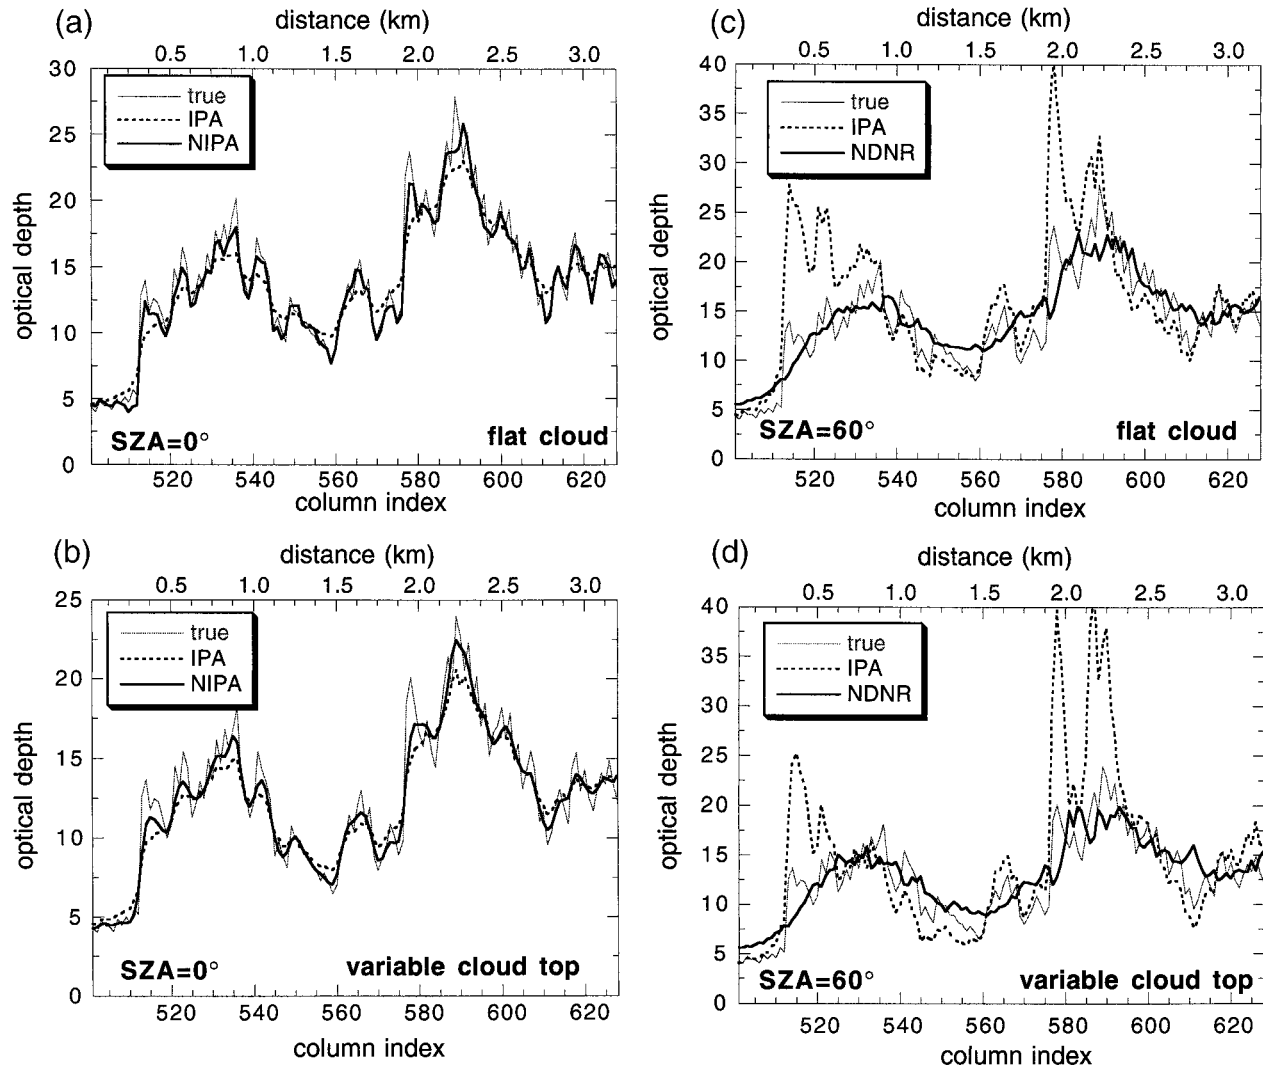 (a)
distance (km)
0.5 1.0 1.5 2.0 2.5 3.0
30
25
20
15
10
5
0
optical depth
true
IPA
NIPA
SZA=0°
flat cloud
520 540 560 580 600 620
column index
(c)
distance (km)
0.5 1.0 1.5 2.0 2.5 3.0
40
35
30
25
20
15
10
5
0
optical depth
true
IPA
NDNR
SZA=60°
flat cloud
520 540 560 580 600 620
column index
(b)
distance (km)
0.5 1.0 1.5 2.0 2.5 3.0
25
20
15
10
5
0
optical depth
true
IPA
NIPA
SZA=0°
variable cloud top
520 540 560 580 600 620
column index
(d)
distance (km)
0.5 1.0 1.5 2.0 2.5 3.0
40
35
30
25
20
15
10
5
0
optical depth
true
IPA
NDNR
SZA=60°
variable cloud top
520 540 560 580 600 620
column index